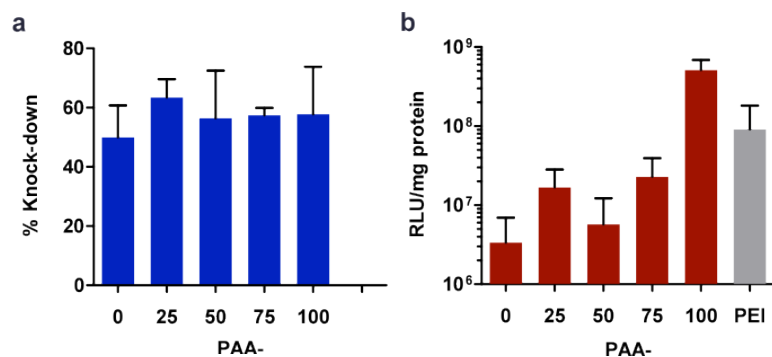 a
80
60
40
20
0
% Knock-down
0 25 50 75 100
PAA-
b
10⁹
10⁸
10⁷
10⁶
RLU/mg protein
0 25 50 75 100 PEI
PAA-